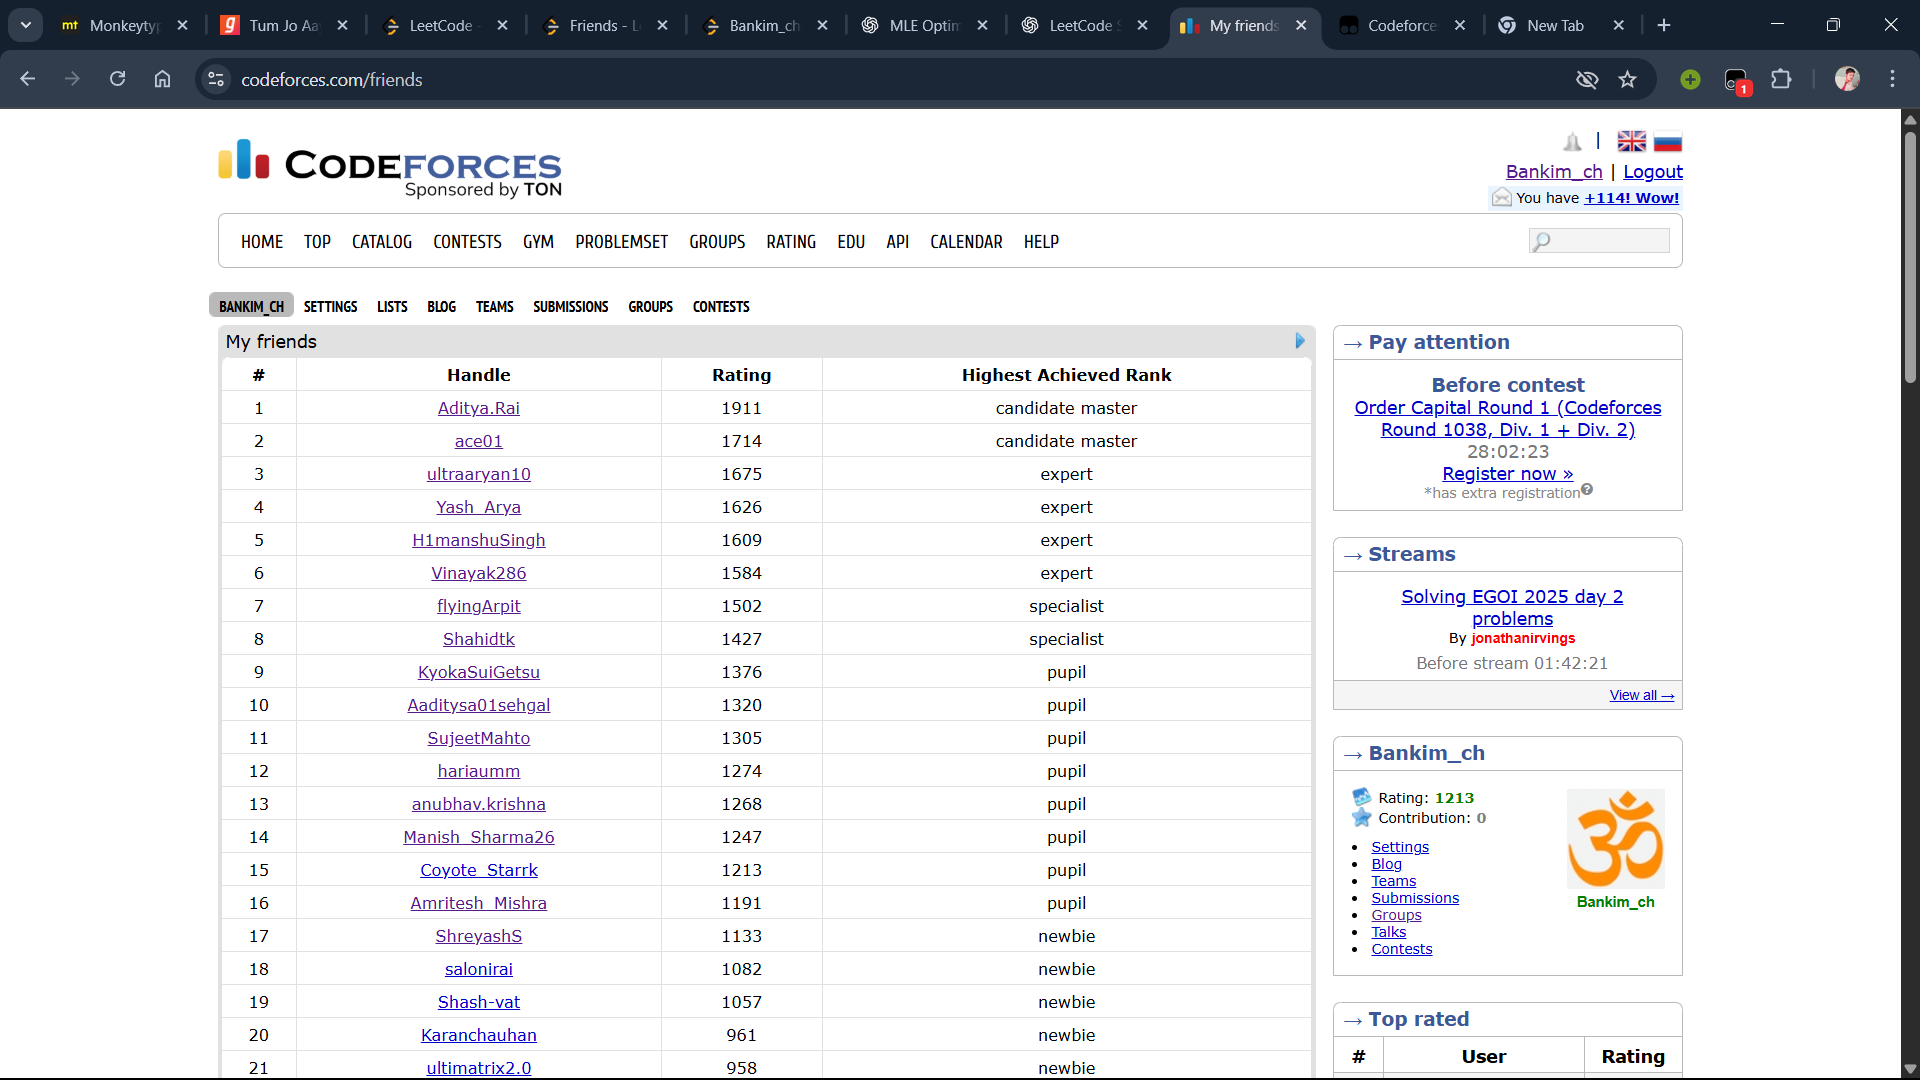 Monkeytyp
Tum Jo Aa
LeetCode -
Friends - L
Bankim_ch
MLE Optim
LeetCode S
My friends
Codeforce
New Tab
codeforces.com/friends
1
CODEFORCES
Sponsored by TON
Bankim_ch | Logout
You have +114! Wow!
HOME TOP CATALOG CONTESTS GYM PROBLEMSET GROUPS RATING EDU API CALENDAR HELP
BANKIM_CH SETTINGS LISTS BLOG TEAMS SUBMISSIONS GROUPS CONTESTS
My friends
# Handle Rating Highest Achieved Rank
1 Aditya.Rai 1911 candidate master
2 ace01 1714 candidate master
3 ultraaryan10 1675 expert
4 Yash_Arya 1626 expert
5 H1manshuSingh 1609 expert
6 Vinayak286 1584 expert
7 flyingArpit 1502 specialist
8 Shahidtk 1427 specialist
9 KyokaSuiGetsu 1376 pupil
10 Aaditysa01sehgal 1320 pupil
11 SujeetMahto 1305 pupil
12 hariaumm 1274 pupil
13 anubhav.krishna 1268 pupil
14 Manish_Sharma26 1247 pupil
15 Coyote_Starrk 1213 pupil
16 Amritesh_Mishra 1191 pupil
17 ShreyashS 1133 newbie
18 salonirai 1082 newbie
19 Shash-vat 1057 newbie
20 Karanchauhan 961 newbie
21 ultimatrix2.0 958 newbie
→ Pay attention
Before contest
Order Capital Round 1 (Codeforces
Round 1038, Div. 1 + Div. 2)
28:02:23
Register now »
*has extra registration?
→ Streams
Solving EGOI 2025 day 2
problems
By jonathanirvings
Before stream 01:42:21
View all →
→ Bankim_ch
Rating: 1213
Contribution: 0
Settings
Blog
Teams
Submissions
Groups
Talks
Contests
ॐ
Bankim_ch
→ Top rated
# User Rating